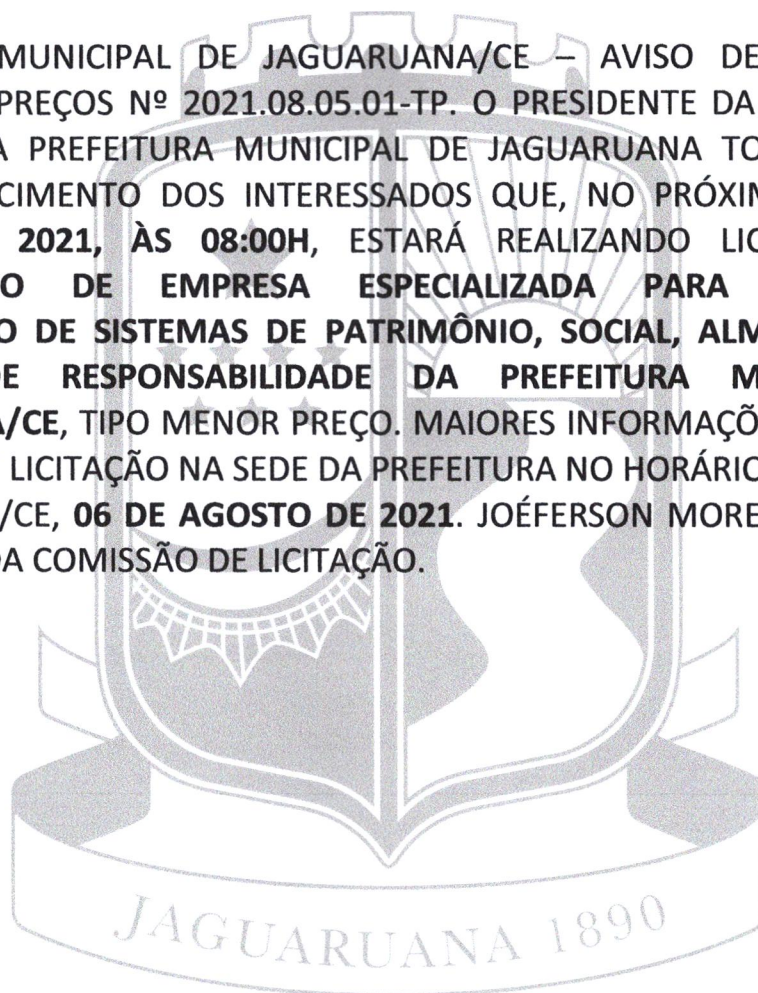 MUNICIPAL DE JAGUARUANA/CE – AVISO DE
PREÇOS Nº 2021.08.05.01-TP. O PRESIDENTE DA
A PREFEITURA MUNICIPAL DE JAGUARUANA TO
CIMENTO DOS INTERESSADOS QUE, NO PRÓXI
2021, ÀS 08:00H, ESTARÁ REALIZANDO LIC
O DE EMPRESA ESPECIALIZADA PARA
O DE SISTEMAS DE PATRIMÔNIO, SOCIAL, ALM
DE RESPONSABILIDADE DA PREFEITURA M
A/CE, TIPO MENOR PREÇO. MAIORES INFORMAÇÕ
LICITAÇÃO NA SEDE DA PREFEITURA NO HORÁRIO
/CE, 06 DE AGOSTO DE 2021. JOÉFERSON MORE
DA COMISSÃO DE LICITAÇÃO.
JAGUARUANA 1890